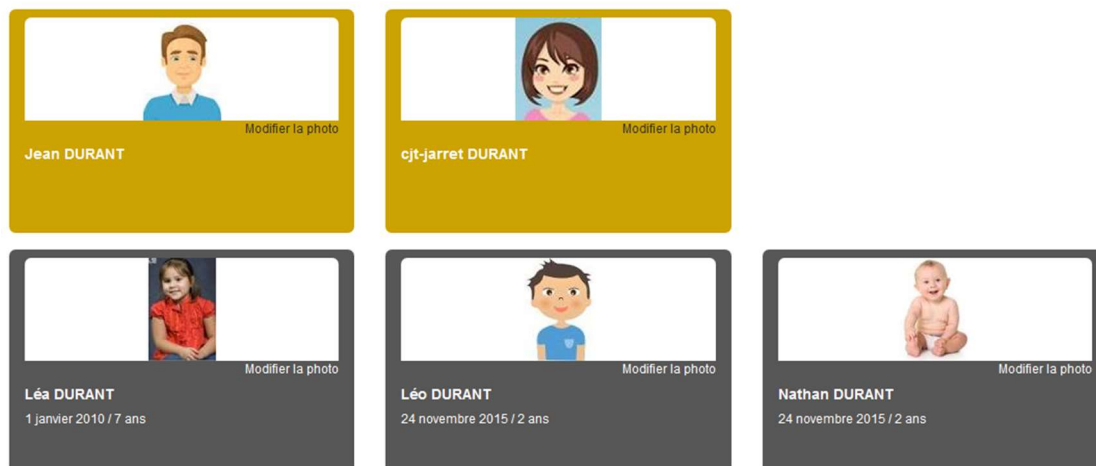 Modifier la photo
Jean DURANT
Modifier la photo
cjt-jarret DURANT
Modifier la photo
Léa DURANT
1 janvier 2010 / 7 ans
Modifier la photo
Léo DURANT
24 novembre 2015 / 2 ans
Modifier la photo
Nathan DURANT
24 novembre 2015 / 2 ans